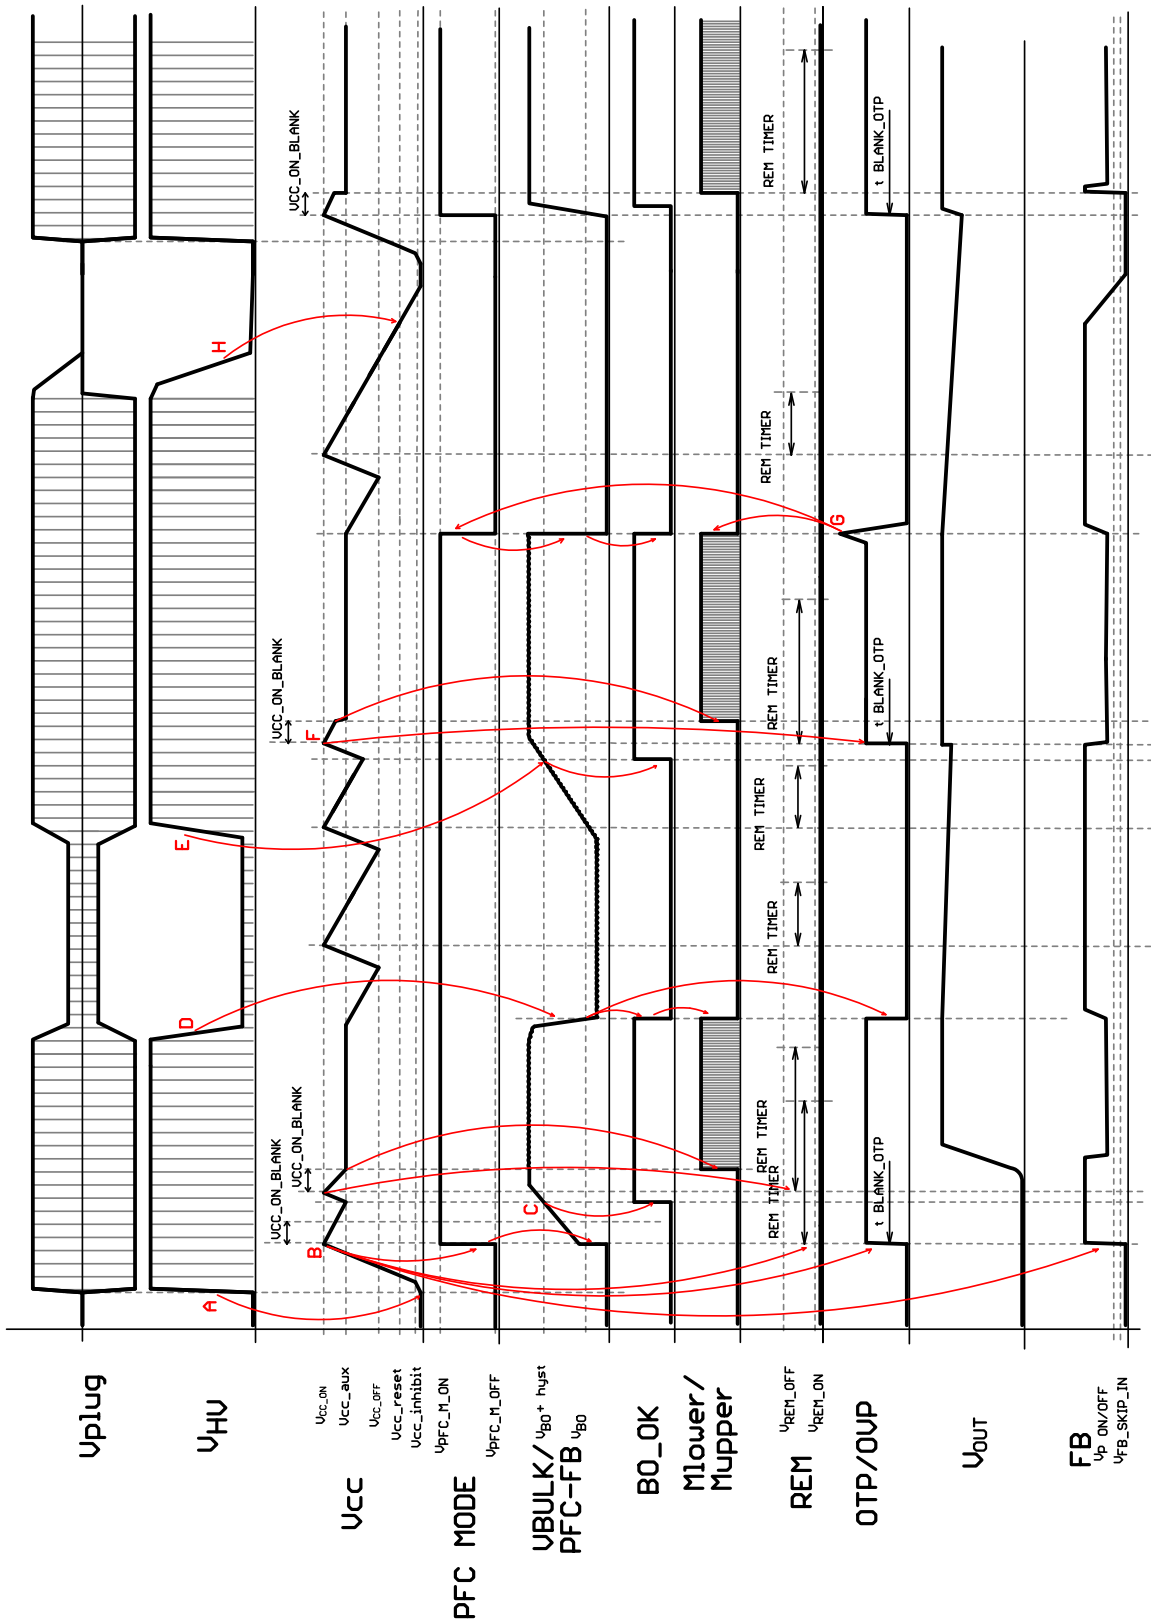 Vplug
VHV
VCC_ON
Vcc_aux
VCC_OFF
Vcc_reset
Vcc_inhibit
Vcc
VPFC_M_ON
VPFC_M_OFF
PFC MODE
VBULK/ VBO+ hyst
PFC-FB VBO
BO_OK
Mlower/
Mupper
VREM_OFF
VREM_ON
REM
OTP/OVP
VOUT
FB
VP ON/OFF
VFB_SKIP_IN
A
B
C
D
E
F
G
H
VCC_ON_BLANK
VCC_ON_BLANK
VCC_ON_BLANK
VCC_ON_BLANK
REM TIMER
REM TIMER
REM TIMER
REM TIMER
REM TIMER
REM TIMER
REM TIMER
t BLANK_OTP
t BLANK_OTP
t BLANK_OTP